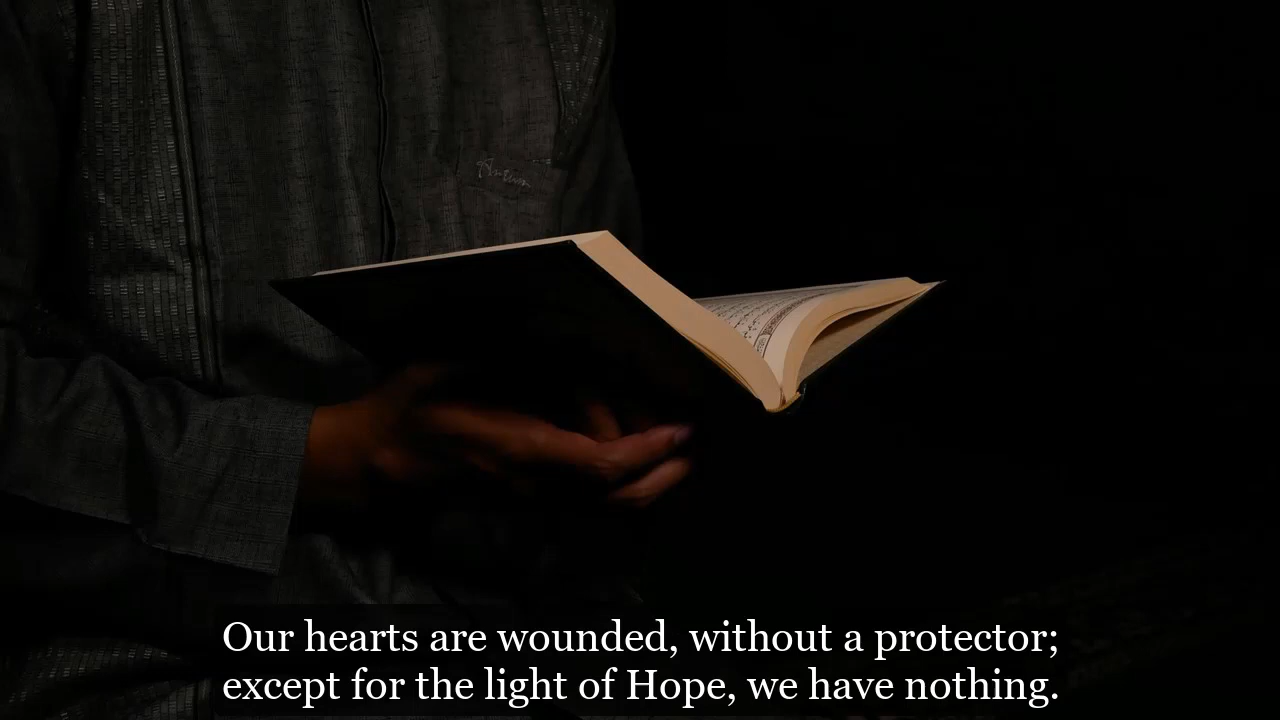 Our hearts are wounded, without a protector;
except for the light of Hope, we have nothing.